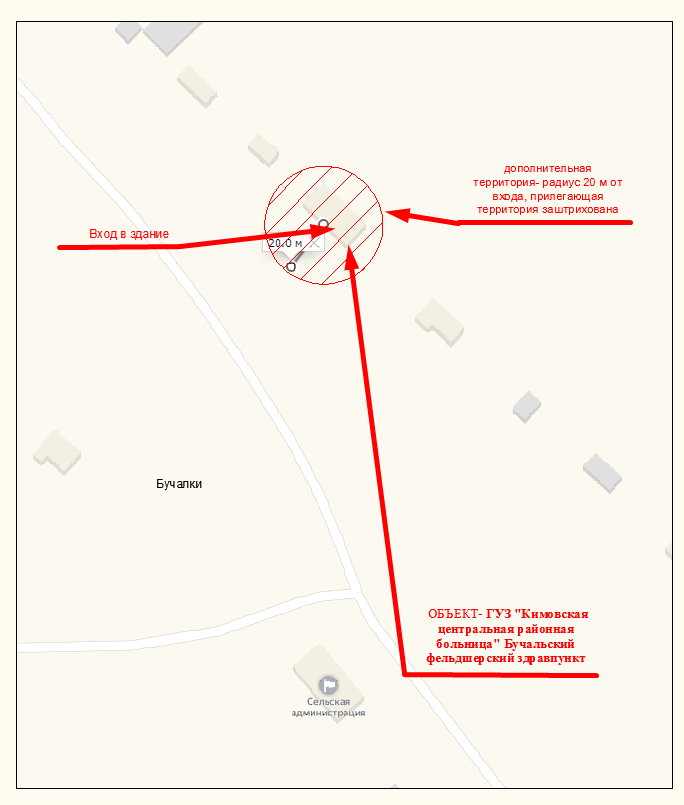 дополнительная
территория- радиус 20 м от
входа, прилегающая
территория заштрихована
Вход в здание
20.0 м
Бучалки
ОБЪЕКТ- ГУЗ "Кимовская
центральная районная
больница" Бучальский
фельдшерский здравпункт
Сельская
администрация